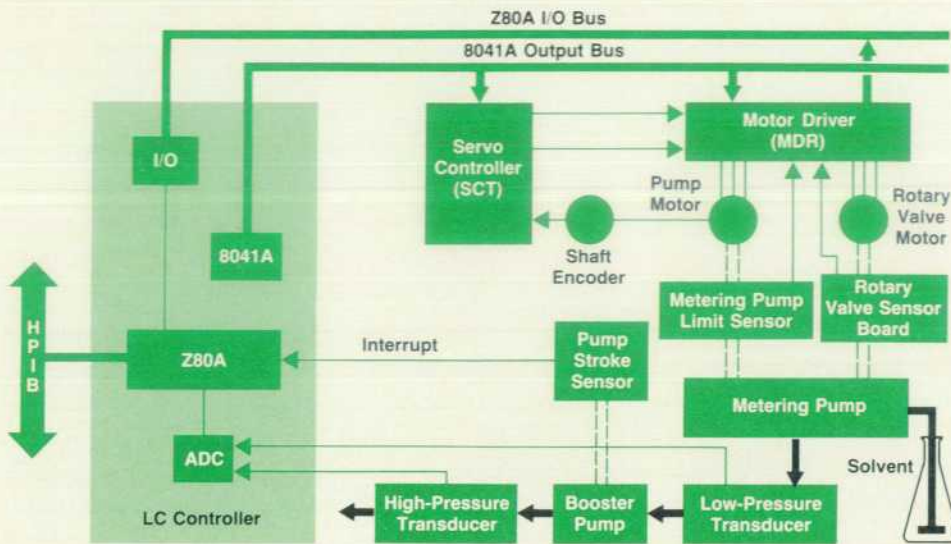 Z80A I/O Bus
8041A Output Bus
I/O
Servo
Controller
(SCT)
Motor Driver
(MDR)
Pump
Motor
Rotary
Valve
Motor
8041A
Shaft
Encoder
HPIB
Metering Pump
Limit Sensor
Rotary
Valve Sensor
Board
Z80A
Interrupt
Pump
Stroke
Sensor
Metering Pump
ADC
Solvent
LC Controller
High-Pressure
Transducer
Booster
Pump
Low-Pressure
Transducer